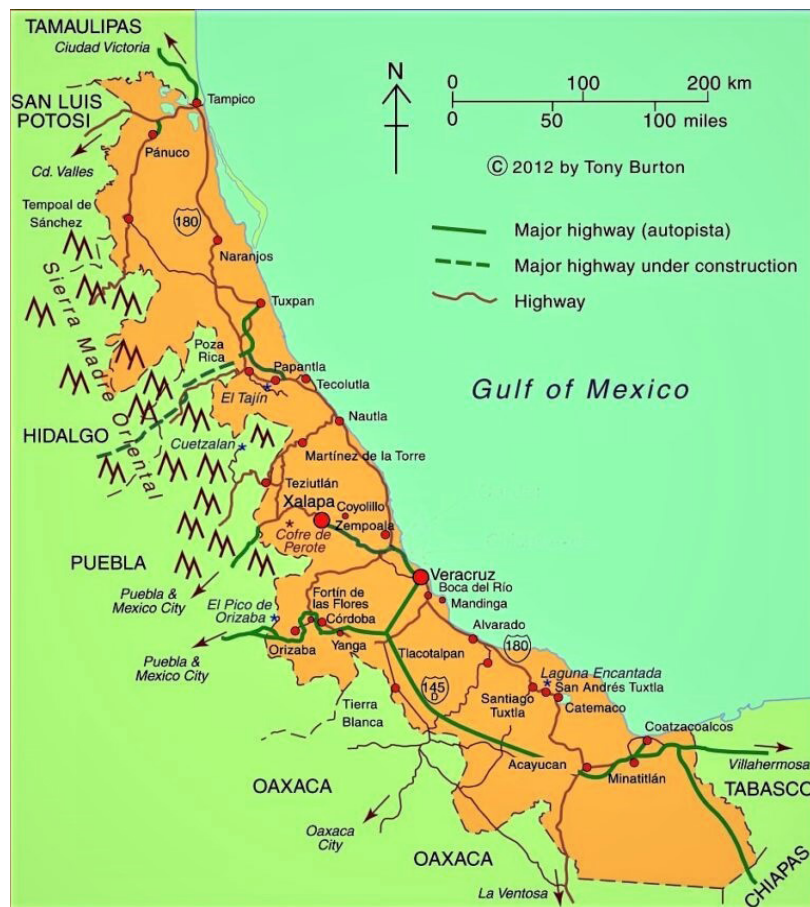 TAMAULIPAS
Ciudad Victoria
N
0 100 200 km
0 50 100 miles
SAN LUIS
POTOSI
Tampico
© 2012 by Tony Burton
Pánuco
Cd. Valles
Tempoal de
Sánchez
180
Major highway (autopista)
Naranjos
Major highway under construction
Sierra Madre Oriental
Tuxpan
Highway
Poza
Rica
Papantla
Tecolutla
El Tajín
Gulf of Mexico
Nautla
HIDALGO
Cuetzalan
Martínez de la Torre
Teziutlán
Xalapa
Coyolillo
Zempoala
Cofre de
Perote
PUEBLA
Veracruz
Puebla &
Mexico City
Fortín de
las Flores
Boca del Río
Mandinga
El Pico de
Orizaba
Córdoba
Alvarado
Orizaba
Yanga
Tlacotalpan
180
Puebla &
Mexico City
Laguna Encantada
145
D
San Andrés Tuxtla
Santiago
Tuxtla
Catemaco
Tierra
Blanca
Coatzacoalcos
Acayucan
Villahermosa
Minatitlán
OAXACA
TABASCO
Oaxaca
City
OAXACA
La Ventosa
CHIAPAS